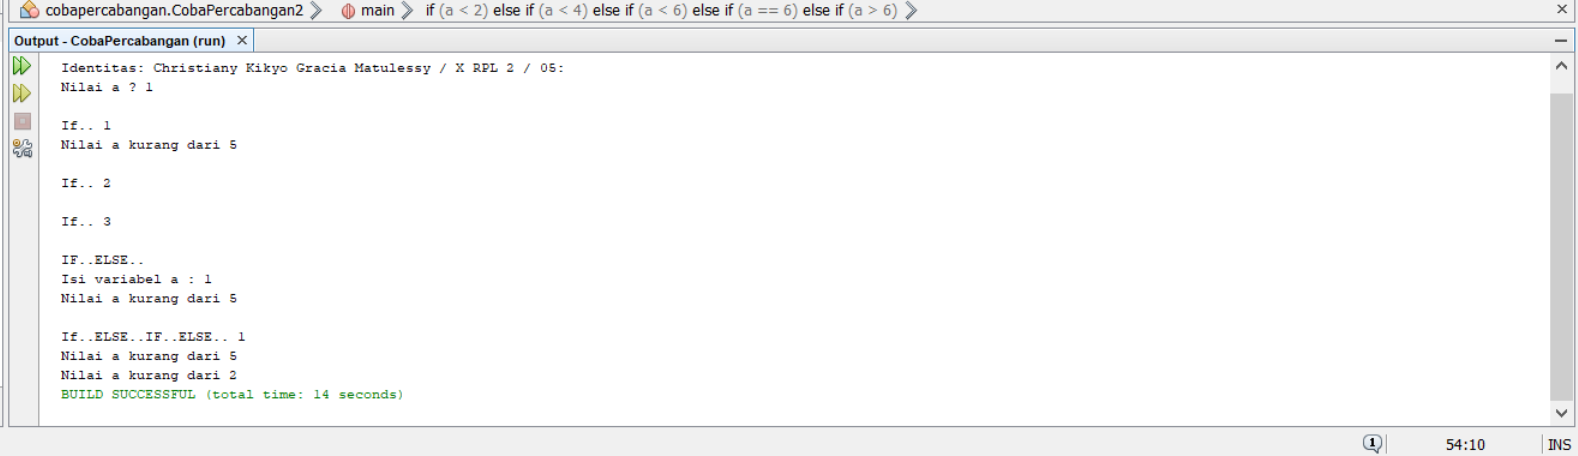 cobapercabangan.CobaPercabangan2 main if (a < 2) else if (a < 4) else if (a < 6) else if (a == 6) else if (a > 6)
Output - CobaPercabangan (run)
Identitas: Christiany Kikyo Gracia Matulessy / X RPL 2 / 05:
Nilai a ? 1
If.. 1
Nilai a kurang dari 5
If.. 2
If.. 3
IF..ELSE..
Isi variabel a : 1
Nilai a kurang dari 5
If..ELSE..IF..ELSE.. 1
Nilai a kurang dari 5
Nilai a kurang dari 2
BUILD SUCCESSFUL (total time: 14 seconds)
1 54:10 INS